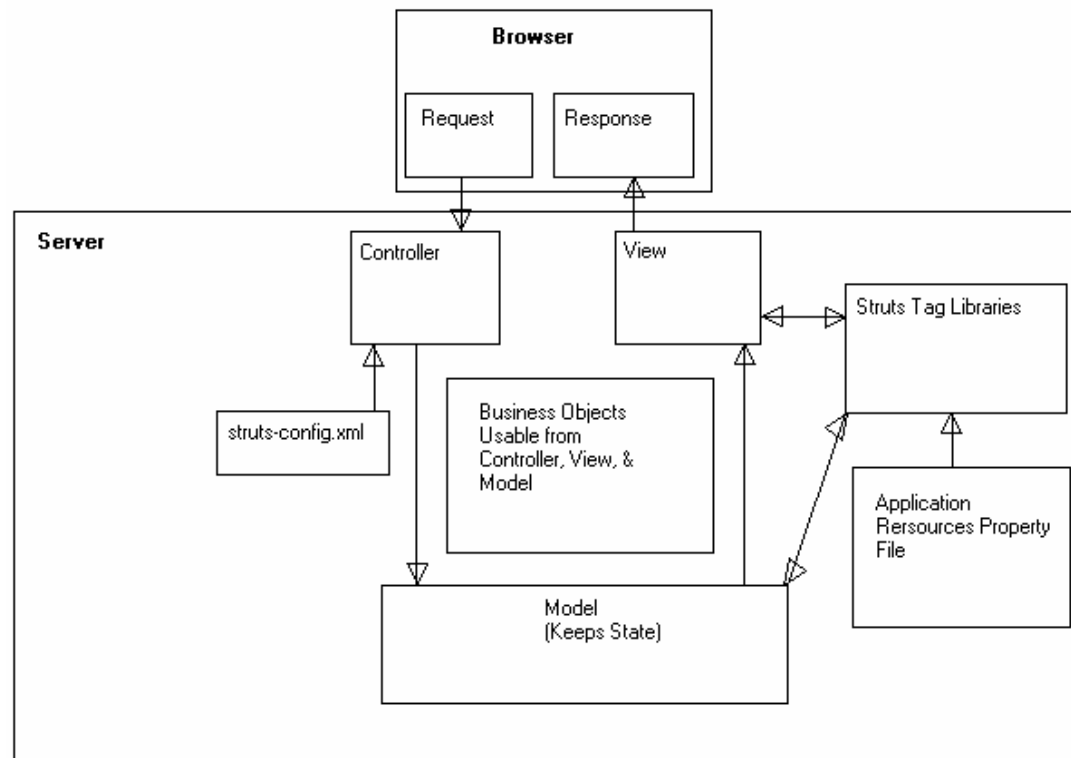 Browser
Request
Response
Server
Controller
View
Struts Tag Libraries
struts-config.xml
Business Objects
Usable from
Controller, View, &
Model
Application
Rersources Property
File
Model
(Keeps State)